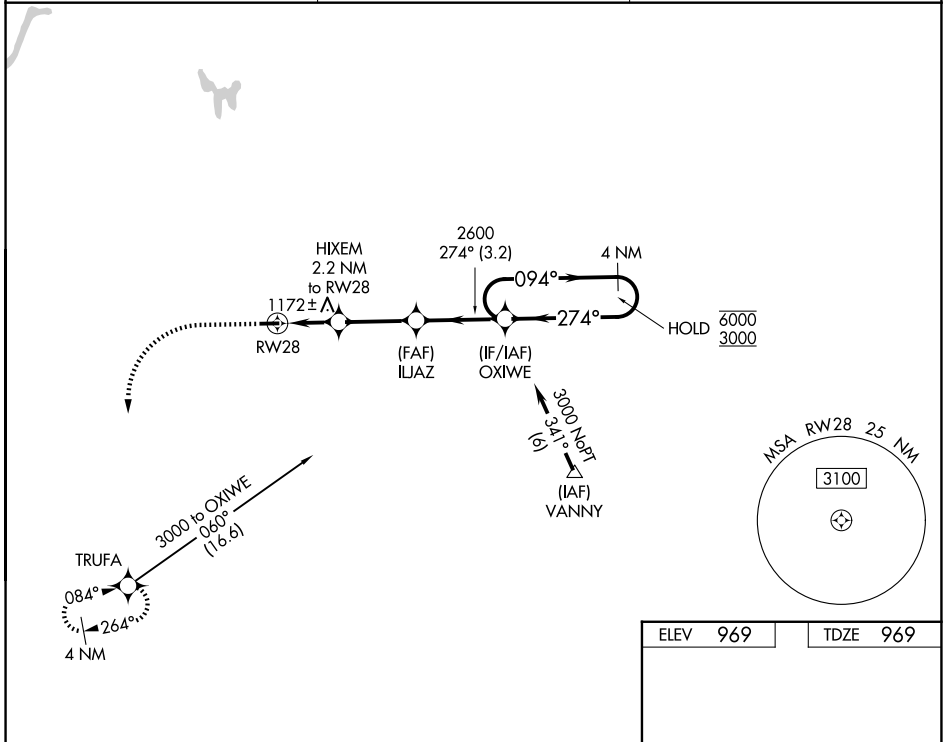 2600
274° (3.2)
HIXEM
2.2 NM
to RW28
4 NM
094°
1172±
274°
HOLD
6000
3000
RW28
(FAF)
ILJAZ
(IF/IAF)
OXIWE
3000 NoPT
341°
(6)
(IAF)
VANNY
MSA RW28 25 NM
3100
3000 to OXIWE
060°
(16.6)
TRUFA
084°
264°
4 NM
ELEV 969
TDZE 969